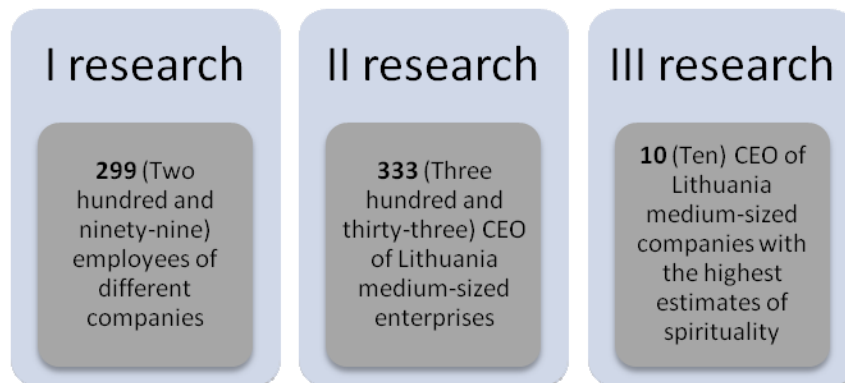 I research
299 (Two
hundred and
ninety-nine)
employees of
different
companies
II research
333 (Three
hundred and
thirty-three) CEO
of Lithuania
medium-sized
enterprises
III research
10 (Ten) CEO of
Lithuania
medium-sized
companies with
the highest
estimates of
spirituality